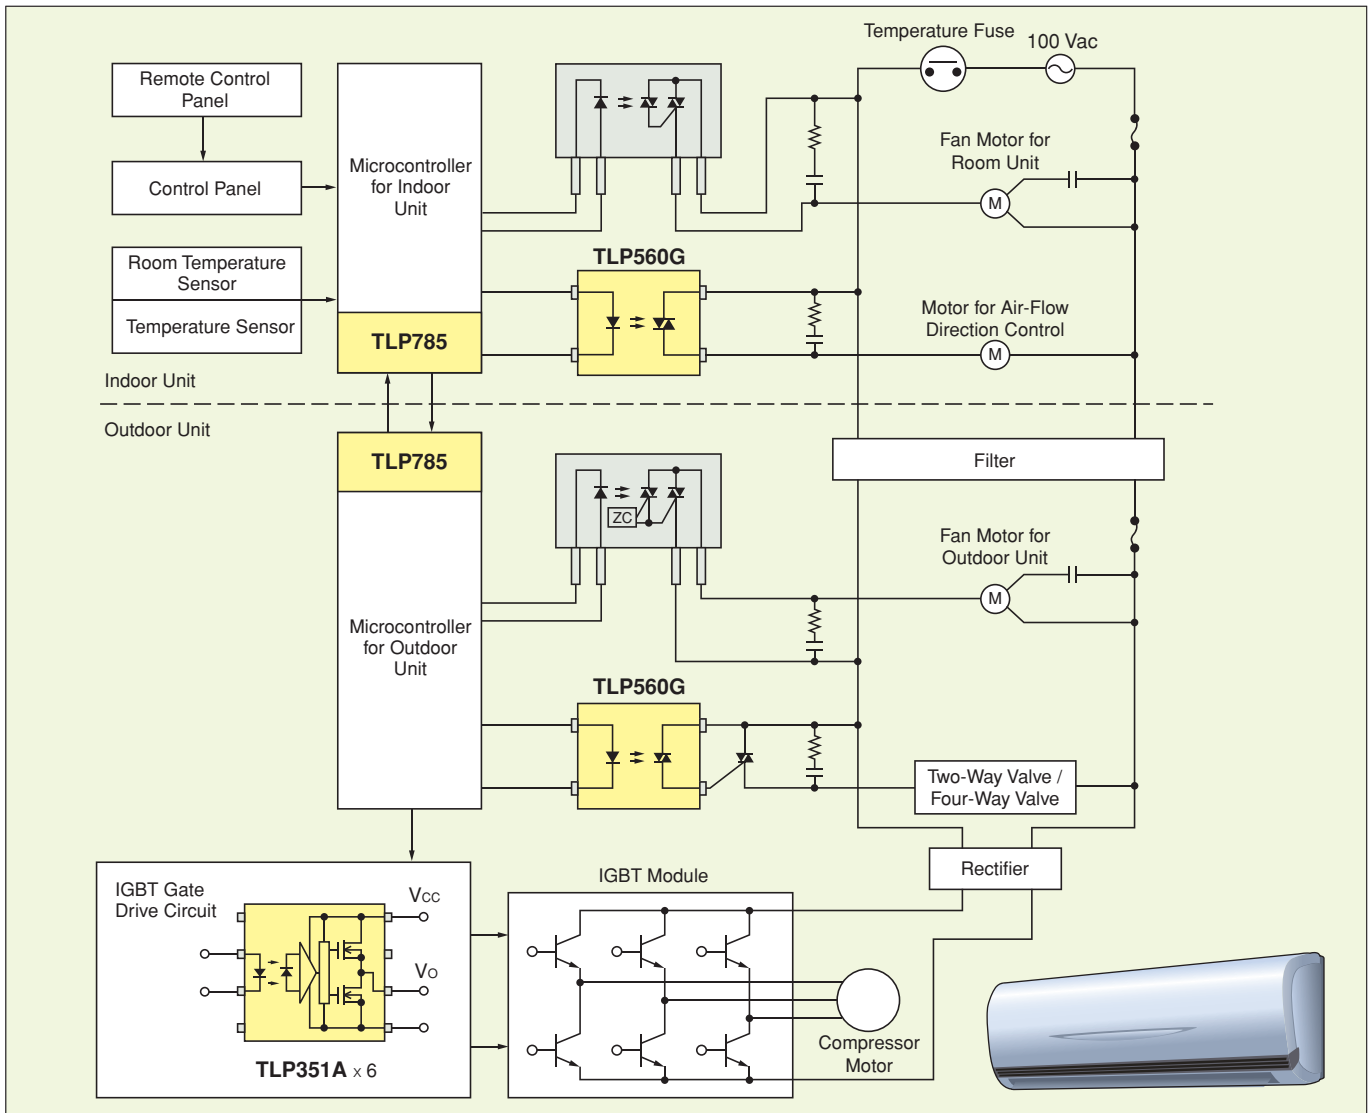 Temperature Fuse
100 Vac
Remote Control
Panel
Control Panel
Microcontroller
for Indoor
Unit
Fan Motor for
Room Unit
M
Room Temperature
Sensor
Temperature Sensor
TLP785
TLP560G
Motor for Air-Flow
Direction Control
M
Indoor Unit
Outdoor Unit
TLP785
Filter
ZC
Microcontroller
for Outdoor
Unit
Fan Motor for
Outdoor Unit
M
TLP560G
Two-Way Valve /
Four-Way Valve
Rectifier
IGBT Gate
Drive Circuit
VCC
VO
TLP351A x 6
IGBT Module
Compressor
Motor